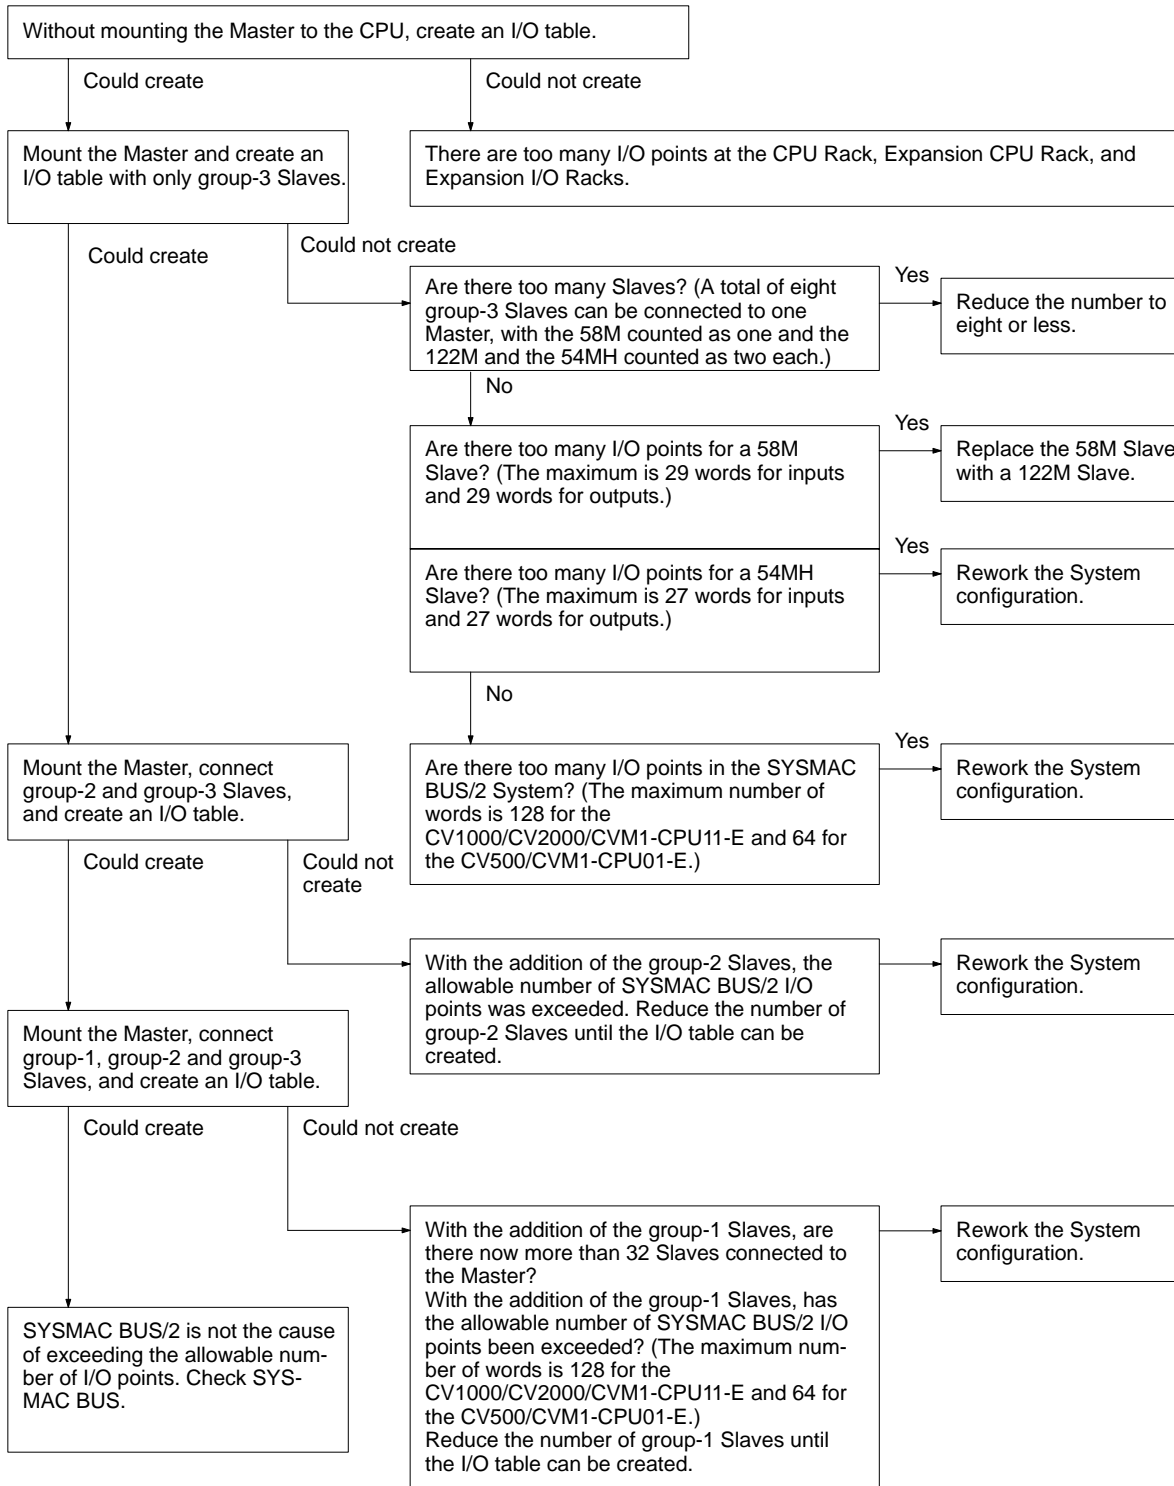 Without mounting the Master to the CPU, create an I/O table.
Could create
Could not create
Mount the Master and create an
I/O table with only group-3 Slaves.
There are too many I/O points at the CPU Rack, Expansion CPU Rack, and
Expansion I/O Racks.
Could create
Could not create
Are there too many Slaves? (A total of eight
group-3 Slaves can be connected to one
Master, with the 58M counted as one and the
122M and the 54MH counted as two each.)
Yes
Reduce the number to
eight or less.
No
Are there too many I/O points for a 58M
Slave? (The maximum is 29 words for inputs
and 29 words for outputs.)
Yes
Replace the 58M Slave
with a 122M Slave.
Are there too many I/O points for a 54MH
Slave? (The maximum is 27 words for inputs
and 27 words for outputs.)
Yes
Rework the System
configuration.
No
Mount the Master, connect
group-2 and group-3 Slaves,
and create an I/O table.
Are there too many I/O points in the SYSMAC
BUS/2 System? (The maximum number of
words is 128 for the
CV1000/CV2000/CVM1-CPU11-E and 64 for
the CV500/CVM1-CPU01-E.)
Yes
Rework the System
configuration.
Could create
Could not
create
With the addition of the group-2 Slaves, the
allowable number of SYSMAC BUS/2 I/O
points was exceeded. Reduce the number of
group-2 Slaves until the I/O table can be
created.
Rework the System
configuration.
Mount the Master, connect
group-1, group-2 and group-3
Slaves, and create an I/O table.
Could create
Could not create
With the addition of the group-1 Slaves, are
there now more than 32 Slaves connected to
the Master?
With the addition of the group-1 Slaves, has
the allowable number of SYSMAC BUS/2 I/O
points been exceeded? (The maximum num-
ber of words is 128 for the
CV1000/CV2000/CVM1-CPU11-E and 64 for
the CV500/CVM1-CPU01-E.)
Reduce the number of group-1 Slaves until
the I/O table can be created.
Rework the System
configuration.
SYSMAC BUS/2 is not the cause
of exceeding the allowable num-
ber of I/O points. Check SYS-
MAC BUS.